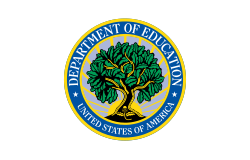 DEPARTMENT OF EDUCATION
UNITED STATES OF AMERICA